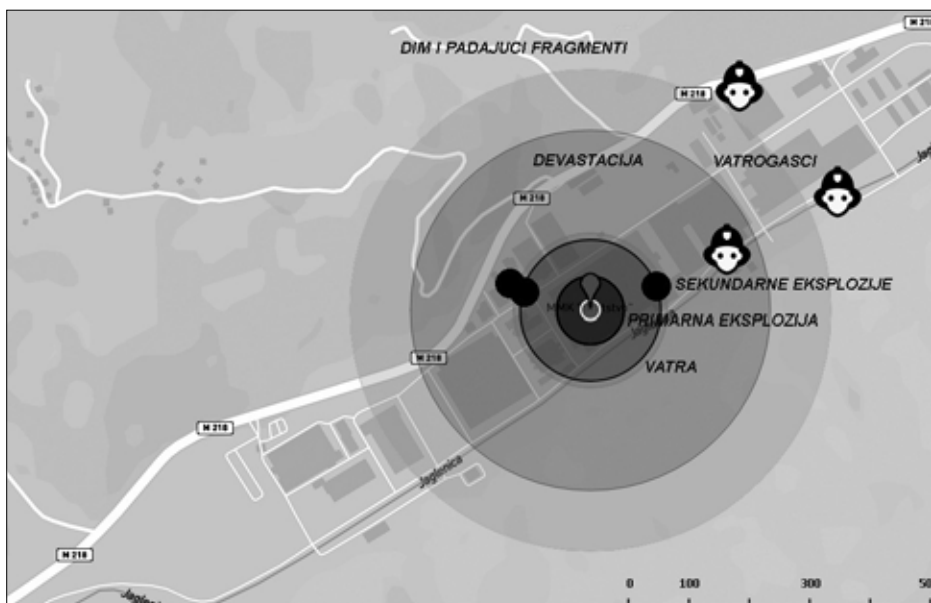 M 218
DIM I PADAJUCI FRAGMENTI
M 218
DEVASTACIJA
VATROGASCI
M 218
SEKUNDARNE EKSPLOZIJE
PRIMARNA EKSPLOZIJA
M 218
VATRA
M 218
Jaglenica
M 218
0 100 300